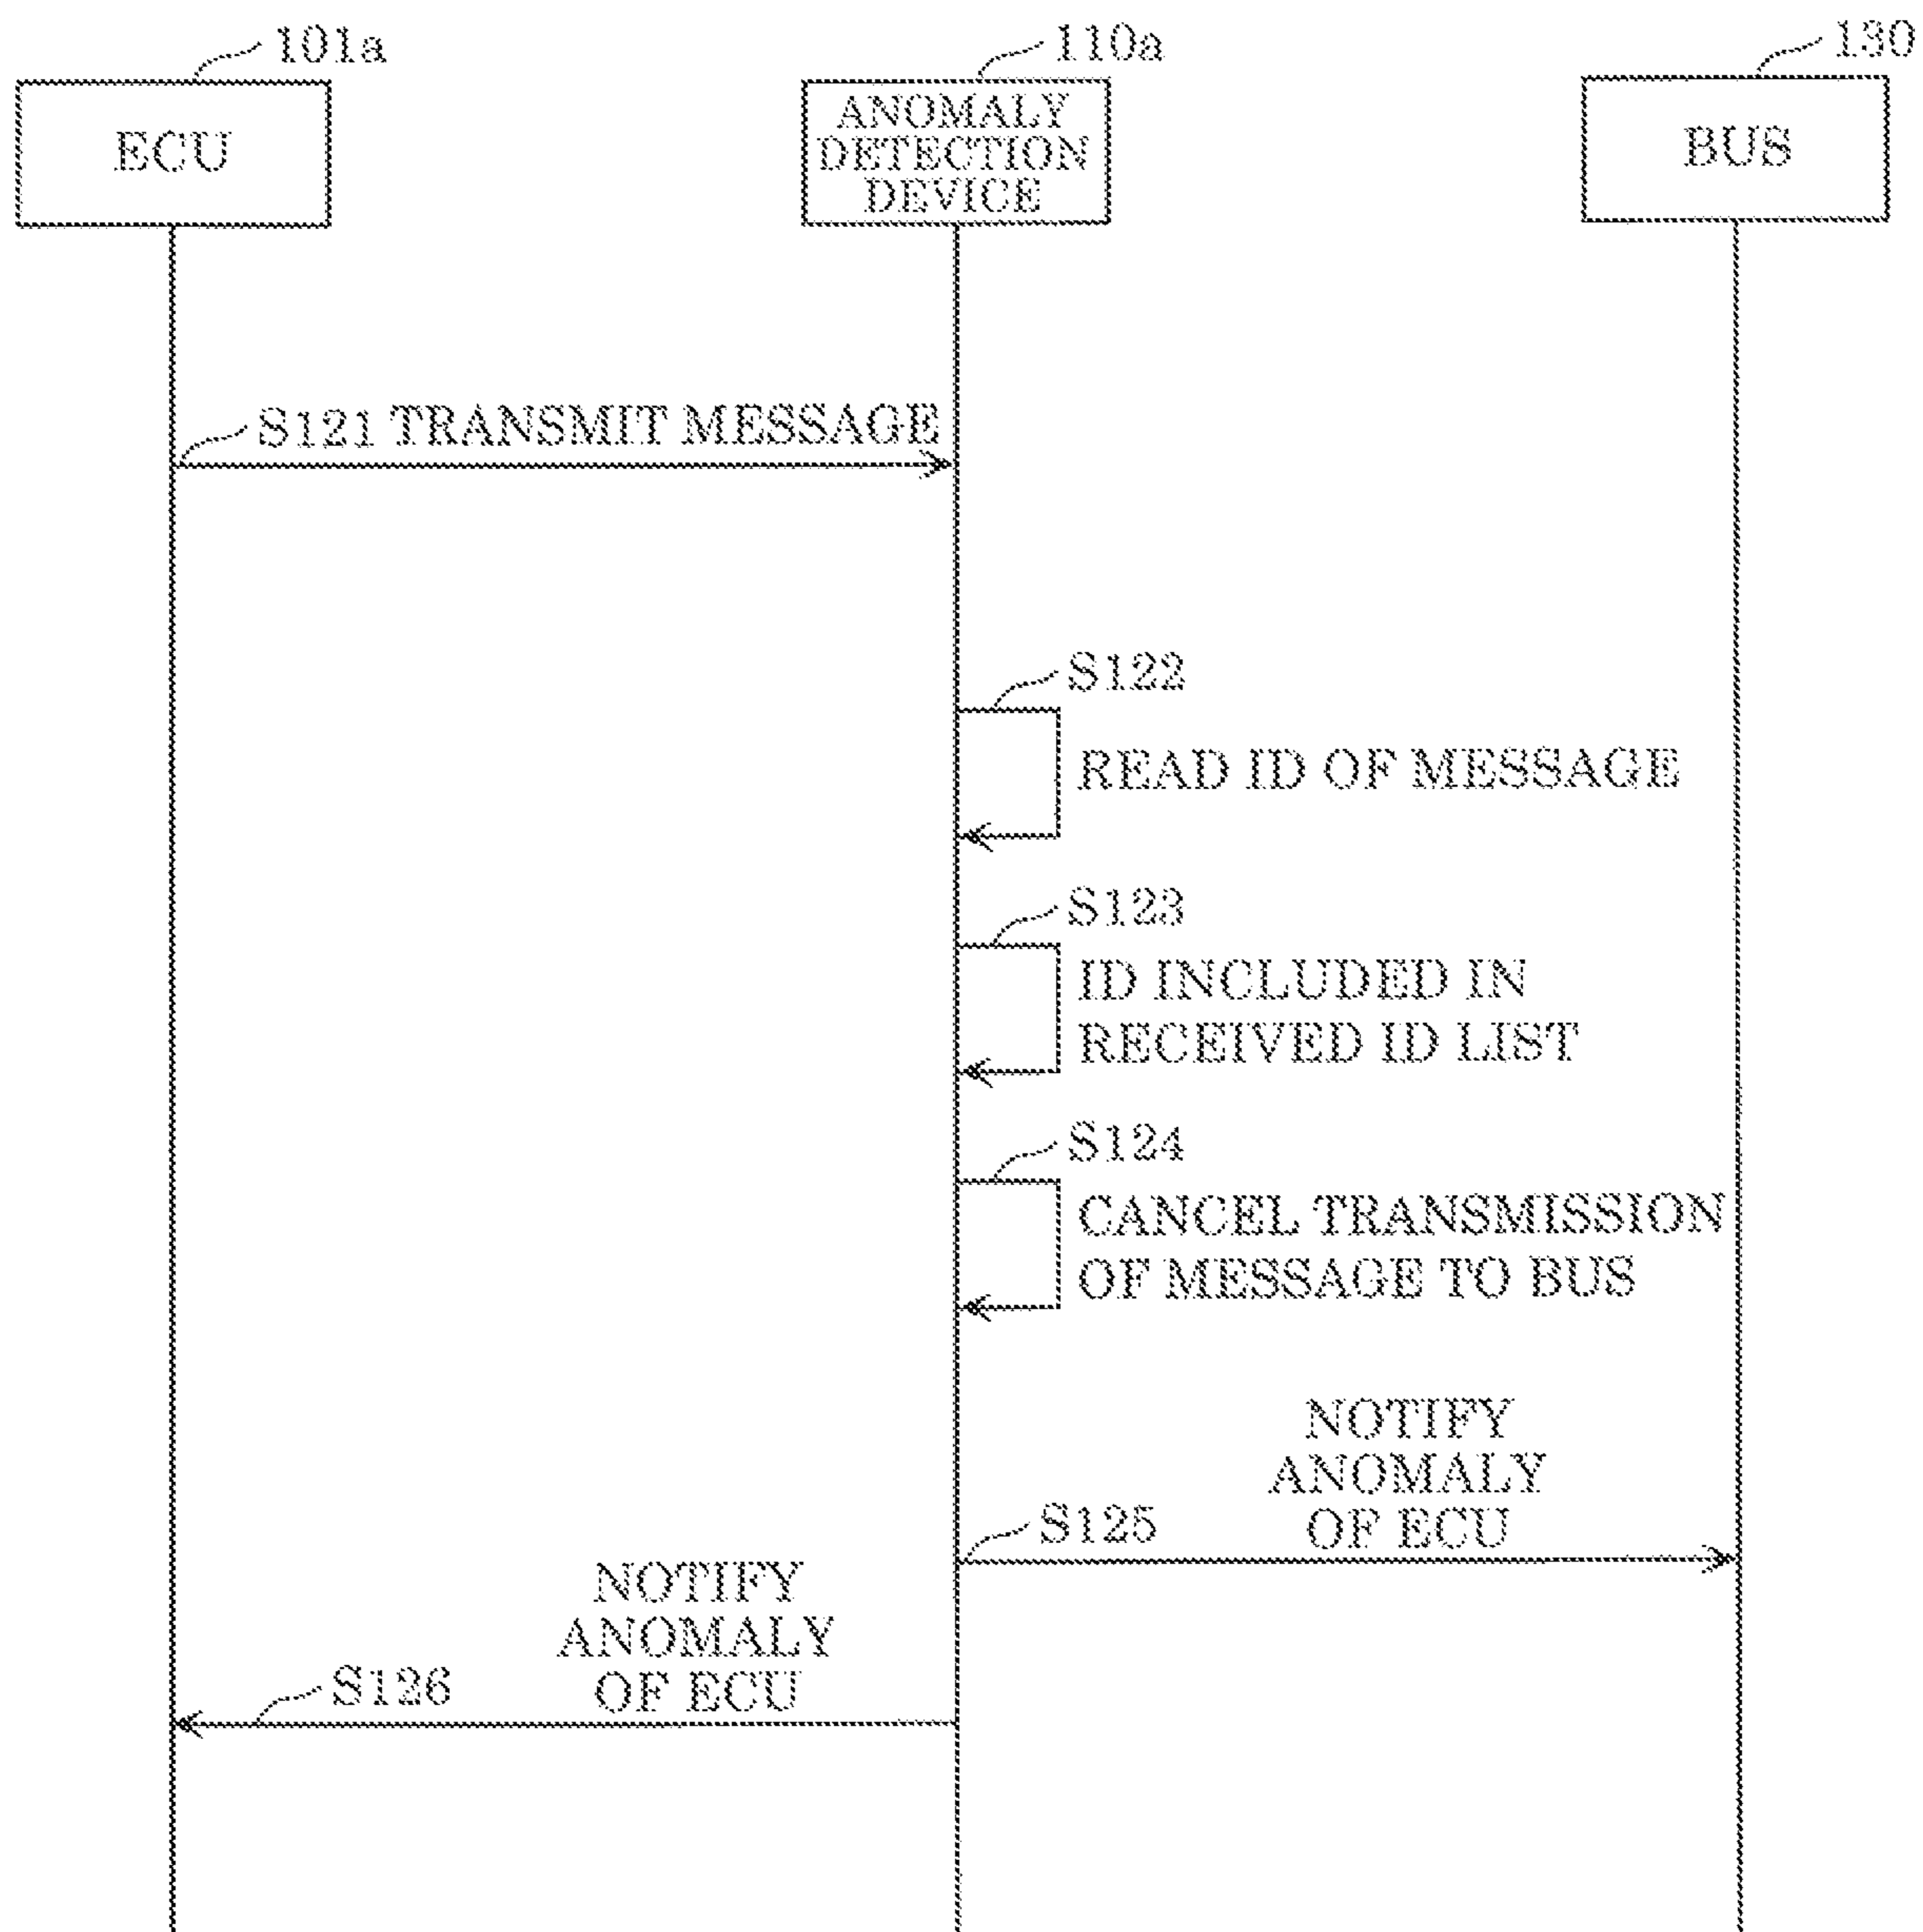 101a
110a
130
ECU
ANOMALY
DETECTION
DEVICE
BUS
S121 TRANSMIT MESSAGE
S122
READ ID OF MESSAGE
S123
ID INCLUDED IN
RECEIVED ID LIST
S124
CANCEL TRANSMISSION
OF MESSAGE TO BUS
NOTIFY
ANOMALY
OF ECU
S125
NOTIFY
ANOMALY
OF ECU
S126